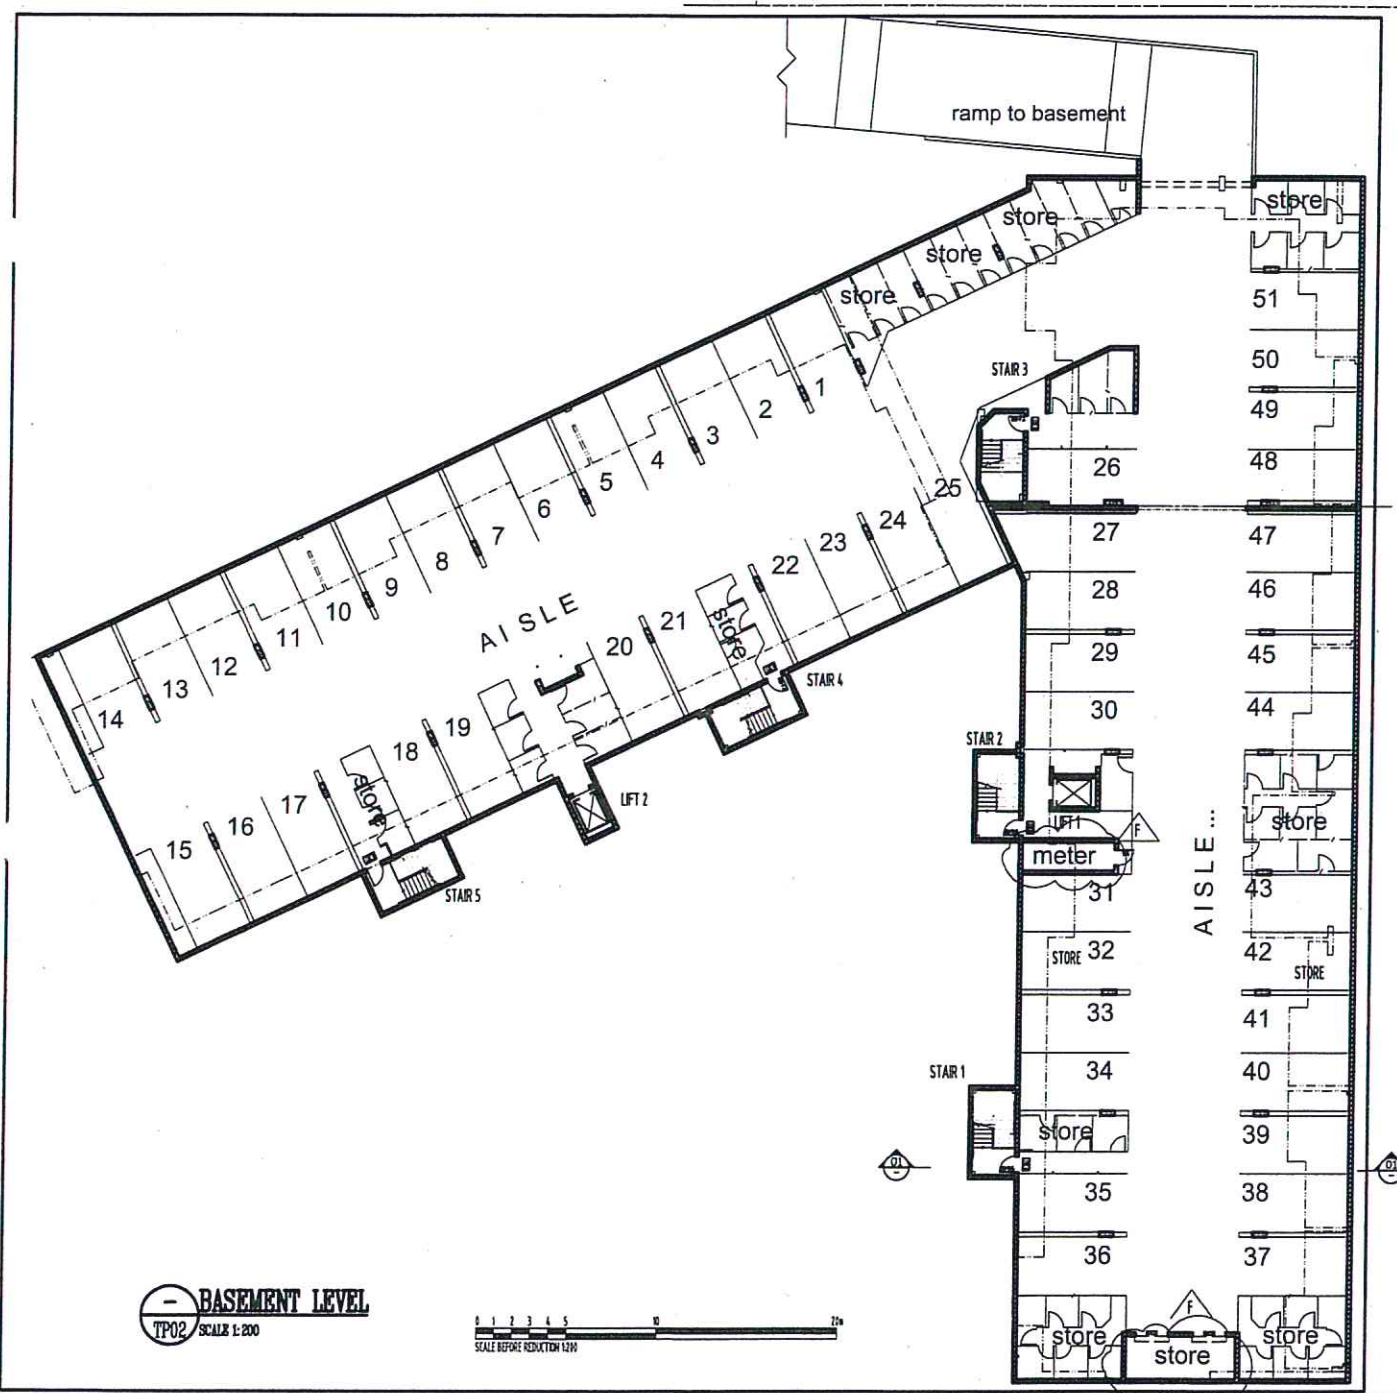 ramp to basement
store
store
store
store
51
50
STAIR 3
49
48
1
2
3
4
5
6
7
8
9
10
11
12
13
14
AISLE
25
24
23
22
21
20
store
STAIR 4
19
18
17
16
15
store
LIFT 2
STAIR 5
26
27
47
28
46
29
45
30
44
STAIR 2
LIFT 1
F
meter
store
AISLE...
31
43
32
42
STORE
STORE
33
41
34
40
STAIR 1
store
39
01
-
01
-
35
38
36
37
F
store
store
store
-
TP02
BASEMENT LEVEL
SCALE 1:200
0 1 2 3 4 5 10 20m
SCALE BEFORE REDUCTION 1:200